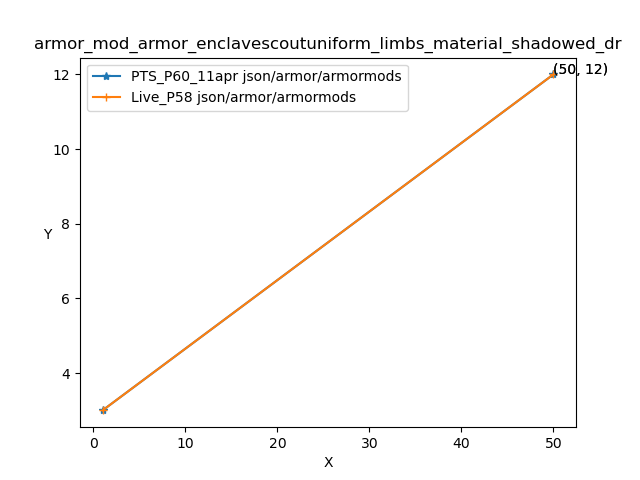 armor_mod_armor_enclavescoutuniform_limbs_material_shadowed_dr
PTS_P60_11apr json/armor/armormods
Live_P58 json/armor/armormods
(50, 12)
12
10
8
6
4
Y
0 10 20 30 40 50
X